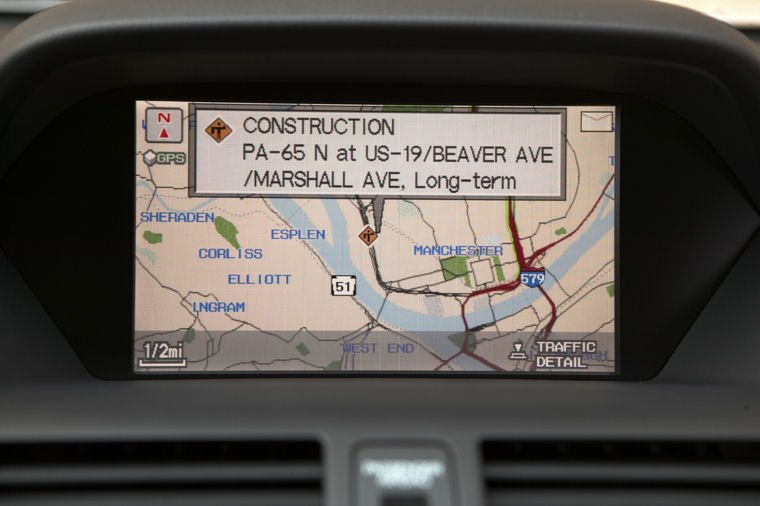 N
CONSTRUCTION
PA-65 N at US-19/BEAVER AVE
/MARSHALL AVE, Long-term
GPS
SHERADEN
ESPLEN
CORLISS
MANCHESTER
ELLIOTT
51
579
INGRAM
WEST END
1/2mi
TRAFFIC
DETAIL